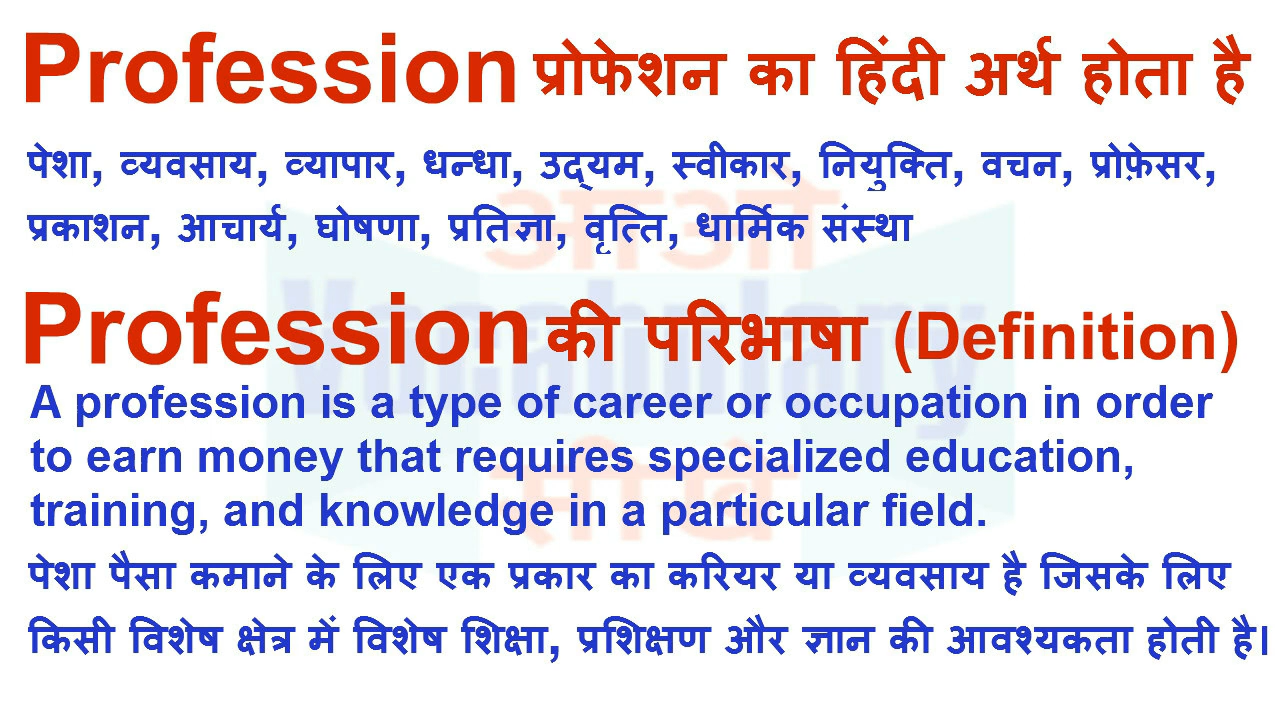 Profession प्रोफेशन का हिंदी अर्थ होता है
पेशा, व्यवसाय, व्यापार, धन्धा, उद्यम, स्वीकार, नियुक्ति, वचन, प्रोफ़ेसर,
प्रकाशन, आचार्य, घोषणा, प्रतिज्ञा, वृत्ति, धार्मिक संस्था
आओ
Vocabulary
सीखे
Profession की परिभाषा (Definition)
A profession is a type of career or occupation in order
to earn money that requires specialized education,
training, and knowledge in a particular field.
पेशा पैसा कमाने के लिए एक प्रकार का करियर या व्यवसाय है जिसके लिए
किसी विशेष क्षेत्र में विशेष शिक्षा, प्रशिक्षण और ज्ञान की आवश्यकता होती है।